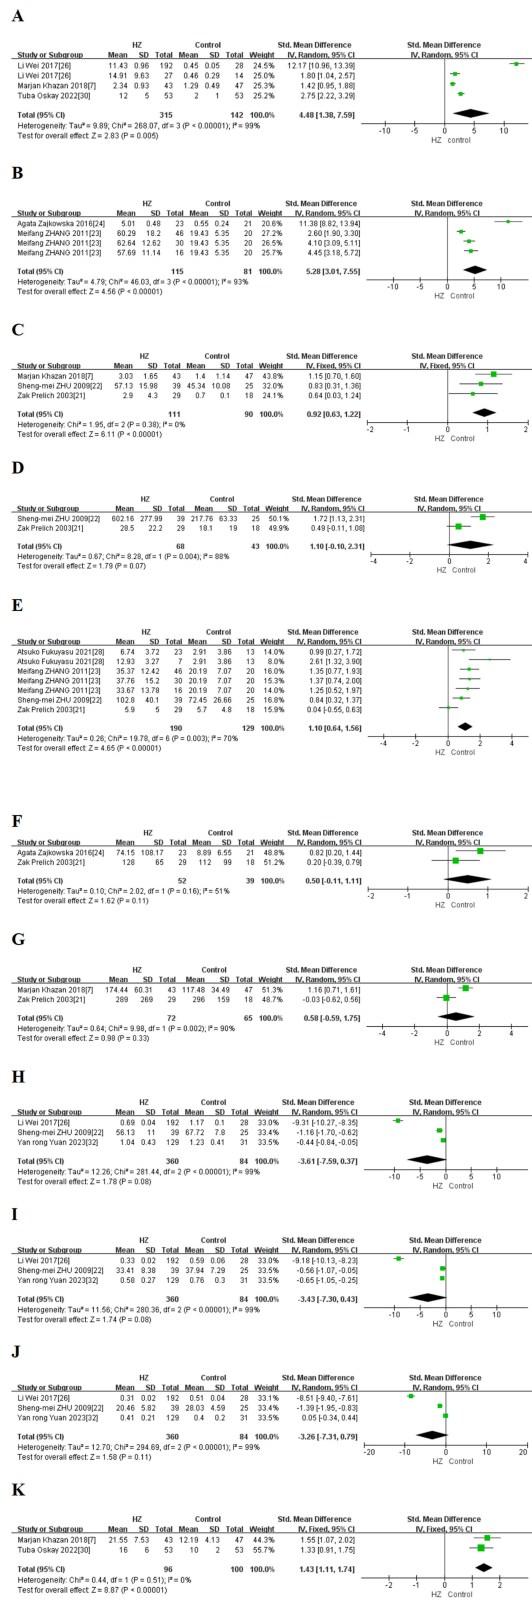 A
HZ Control Std. Mean Difference Std. Mean Difference
Study or Subgroup Mean SD Total Mean SD Total Weight IV, Random, 95% CI IV, Random, 95% CI
Li Wei 2017[26] 11.43 0.96 192 0.45 0.05 28 24.5% 12.17 [10.96, 13.39]
Li Wei 2017[26] 14.91 9.63 27 0.46 0.29 14 25.1% 1.80 [1.04, 2.57]
Marjan Khazan 2018[7] 2.34 0.93 43 1.29 0.49 47 25.2% 1.42 [0.95, 1.88]
Tuba Oskay 2022[30] 12 5 53 2 1 53 25.2% 2.75 [2.22, 3.29]
Total (95% CI) 315 142 100.0% 4.48 [1.38, 7.59]
Heterogeneity: Tau² = 9.89; Chi² = 268.07, df = 3 (P < 0.00001); I² = 99%
Test for overall effect: Z = 2.83 (P = 0.005)
-10 -5 0 5 10
HZ control
B
HZ Control Std. Mean Difference Std. Mean Difference
Study or Subgroup Mean SD Total Mean SD Total Weight IV, Random, 95% CI IV, Random, 95% CI
Agata Zajkowska 2016[24] 5.01 0.48 23 0.55 0.24 21 20.6% 11.38 [8.82, 13.94]
Meifang ZHANG 2011[23] 60.29 18.2 46 19.43 5.35 20 27.2% 2.60 [1.90, 3.30]
Meifang ZHANG 2011[23] 62.64 12.62 30 19.43 5.35 20 26.5% 4.10 [3.09, 5.11]
Meifang ZHANG 2011[23] 57.69 11.14 16 19.43 5.35 20 25.7% 4.45 [3.18, 5.72]
Total (95% CI) 115 81 100.0% 5.28 [3.01, 7.55]
Heterogeneity: Tau² = 4.79; Chi² = 46.03, df = 3 (P < 0.00001); I² = 93%
Test for overall effect: Z = 4.56 (P < 0.00001)
-10 -5 0 5 10
HZ Control
C
HZ Control Std. Mean Difference Std. Mean Difference
Study or Subgroup Mean SD Total Mean SD Total Weight IV, Fixed, 95% CI IV, Fixed, 95% CI
Marjan Khazan 2018[7] 3.03 1.65 43 1.4 1.14 47 43.8% 1.15 [0.70, 1.60]
Sheng-mei ZHU 2009[22] 57.13 15.98 39 45.34 10.08 25 32.5% 0.83 [0.31, 1.36]
Zak Prelich 2003[21] 2.9 4.3 29 0.7 0.1 18 23.7% 0.64 [0.03, 1.24]
Total (95% CI) 111 90 100.0% 0.92 [0.63, 1.22]
Heterogeneity: Chi² = 1.95, df = 2 (P = 0.38); I² = 0%
Test for overall effect: Z = 6.11 (P < 0.00001)
-2 -1 0 1 2
HZ Control
D
HZ Control Std. Mean Difference Std. Mean Difference
Study or Subgroup Mean SD Total Mean SD Total Weight IV, Random, 95% CI IV, Random, 95% CI
Sheng-mei ZHU 2009[22] 602.16 277.99 39 217.76 63.33 25 50.1% 1.72 [1.13, 2.31]
Zak Prelich 2003[21] 28.5 22.2 29 18.1 19 18 49.9% 0.49 [-0.11, 1.08]
Total (95% CI) 68 43 100.0% 1.10 [-0.10, 2.31]
Heterogeneity: Tau² = 0.67; Chi² = 8.28, df = 1 (P = 0.004); I² = 88%
Test for overall effect: Z = 1.79 (P = 0.07)
-4 -2 0 2 4
HZ Control
E
HZ Control Std. Mean Difference Std. Mean Difference
Study or Subgroup Mean SD Total Mean SD Total Weight IV, Random, 95% CI IV, Random, 95% CI
Atsuko Fukuyasu 2021[28] 6.74 3.72 23 2.91 3.86 13 14.0% 0.99 [0.27, 1.72]
Atsuko Fukuyasu 2021[28] 12.93 3.27 7 2.91 3.86 13 8.0% 2.61 [1.32, 3.90]
Meifang ZHANG 2011[23] 35.37 12.42 46 20.19 7.07 20 16.0% 1.35 [0.77, 1.93]
Meifang ZHANG 2011[23] 37.76 15.2 30 20.19 7.07 20 15.3% 1.37 [0.74, 2.00]
Meifang ZHANG 2011[23] 33.67 13.78 16 20.19 7.07 20 14.0% 1.25 [0.52, 1.97]
Sheng-mei ZHU 2009[22] 102.8 40.1 39 72.45 26.66 25 16.8% 0.84 [0.32, 1.37]
Zak Prelich 2003[21] 5.9 5 29 5.7 4.8 18 15.9% 0.04 [-0.55, 0.63]
Total (95% CI) 190 129 100.0% 1.10 [0.64, 1.56]
Heterogeneity: Tau² = 0.26; Chi² = 19.78, df = 6 (P = 0.003); I² = 70%
Test for overall effect: Z = 4.65 (P < 0.00001)
-4 -2 0 2 4
HZ Control
F
HZ Control Std. Mean Difference Std. Mean Difference
Study or Subgroup Mean SD Total Mean SD Total Weight IV, Random, 95% CI IV, Random, 95% CI
Agata Zajkowska 2016[24] 74.15 108.17 23 8.89 6.55 21 48.8% 0.82 [0.20, 1.44]
Zak Prelich 2003[21] 128 65 29 112 99 18 51.2% 0.20 [-0.39, 0.79]
Total (95% CI) 52 39 100.0% 0.50 [-0.11, 1.11]
Heterogeneity: Tau² = 0.10; Chi² = 2.02, df = 1 (P = 0.16); I² = 51%
Test for overall effect: Z = 1.62 (P = 0.11)
-2 -1 0 1 2
HZ Control
G
HZ Control Std. Mean Difference Std. Mean Difference
Study or Subgroup Mean SD Total Mean SD Total Weight IV, Random, 95% CI IV, Random, 95% CI
Marjan Khazan 2018[7] 174.44 60.31 43 117.48 34.49 47 51.3% 1.16 [0.71, 1.61]
Zak Prelich 2003[21] 289 269 29 296 159 18 48.7% -0.03 [-0.62, 0.56]
Total (95% CI) 72 65 100.0% 0.58 [-0.59, 1.75]
Heterogeneity: Tau² = 0.64; Chi² = 9.98, df = 1 (P = 0.002); I² = 90%
Test for overall effect: Z = 0.98 (P = 0.33)
-2 -1 0 1 2
HZ Control
H
HZ Control Std. Mean Difference Std. Mean Difference
Study or Subgroup Mean SD Total Mean SD Total Weight IV, Random, 95% CI IV, Random, 95% CI
Li Wei 2017[26] 0.69 0.04 192 1.17 0.1 28 33.0% -9.31 [-10.27, -8.35]
Sheng-mei ZHU 2009[22] 56.13 11 39 67.72 7.8 25 33.4% -1.16 [-1.70, -0.62]
Yan rong Yuan 2023[32] 1.04 0.43 129 1.23 0.41 31 33.6% -0.44 [-0.84, -0.05]
Total (95% CI) 360 84 100.0% -3.61 [-7.59, 0.37]
Heterogeneity: Tau² = 12.26; Chi² = 281.44, df = 2 (P < 0.00001); I² = 99%
Test for overall effect: Z = 1.78 (P = 0.08)
-10 -5 0 5 10
HZ Control
I
HZ Control Std. Mean Difference Std. Mean Difference
Study or Subgroup Mean SD Total Mean SD Total Weight IV, Random, 95% CI IV, Random, 95% CI
Li Wei 2017[26] 0.33 0.02 192 0.59 0.06 28 33.0% -9.18 [-10.13, -8.23]
Sheng-mei ZHU 2009[22] 33.41 8.38 39 37.94 7.29 25 33.4% -0.56 [-1.07, -0.05]
Yan rong Yuan 2023[32] 0.58 0.27 129 0.76 0.3 31 33.6% -0.65 [-1.05, -0.25]
Total (95% CI) 360 84 100.0% -3.43 [-7.30, 0.43]
Heterogeneity: Tau² = 11.56; Chi² = 280.36, df = 2 (P < 0.00001); I² = 99%
Test for overall effect: Z = 1.74 (P = 0.08)
-10 -5 0 5 10
HZ Control
J
HZ Control Std. Mean Difference Std. Mean Difference
Study or Subgroup Mean SD Total Mean SD Total Weight IV, Random, 95% CI IV, Random, 95% CI
Li Wei 2017[26] 0.31 0.02 192 0.51 0.04 28 33.1% -8.51 [-9.40, -7.61]
Sheng-mei ZHU 2009[22] 20.46 5.82 39 28.03 4.59 25 33.4% -1.39 [-1.95, -0.83]
Yan rong Yuan 2023[32] 0.41 0.21 129 0.4 0.2 31 33.5% 0.05 [-0.34, 0.44]
Total (95% CI) 360 84 100.0% -3.26 [-7.31, 0.79]
Heterogeneity: Tau² = 12.70; Chi² = 294.69, df = 2 (P < 0.00001); I² = 99%
Test for overall effect: Z = 1.58 (P = 0.11)
-20 -10 0 10 20
HZ Control
K
HZ Control Std. Mean Difference Std. Mean Difference
Study or Subgroup Mean SD Total Mean SD Total Weight IV, Fixed, 95% CI IV, Fixed, 95% CI
Marjan Khazan 2018[7] 21.55 7.53 43 12.19 4.13 47 44.3% 1.55 [1.07, 2.02]
Tuba Oskay 2022[30] 16 6 53 10 2 53 55.7% 1.33 [0.91, 1.75]
Total (95% CI) 96 100 100.0% 1.43 [1.11, 1.74]
Heterogeneity: Chi² = 0.44, df = 1 (P = 0.51); I² = 0%
Test for overall effect: Z = 8.87 (P < 0.00001)
-2 -1 0 1 2
HZ Control